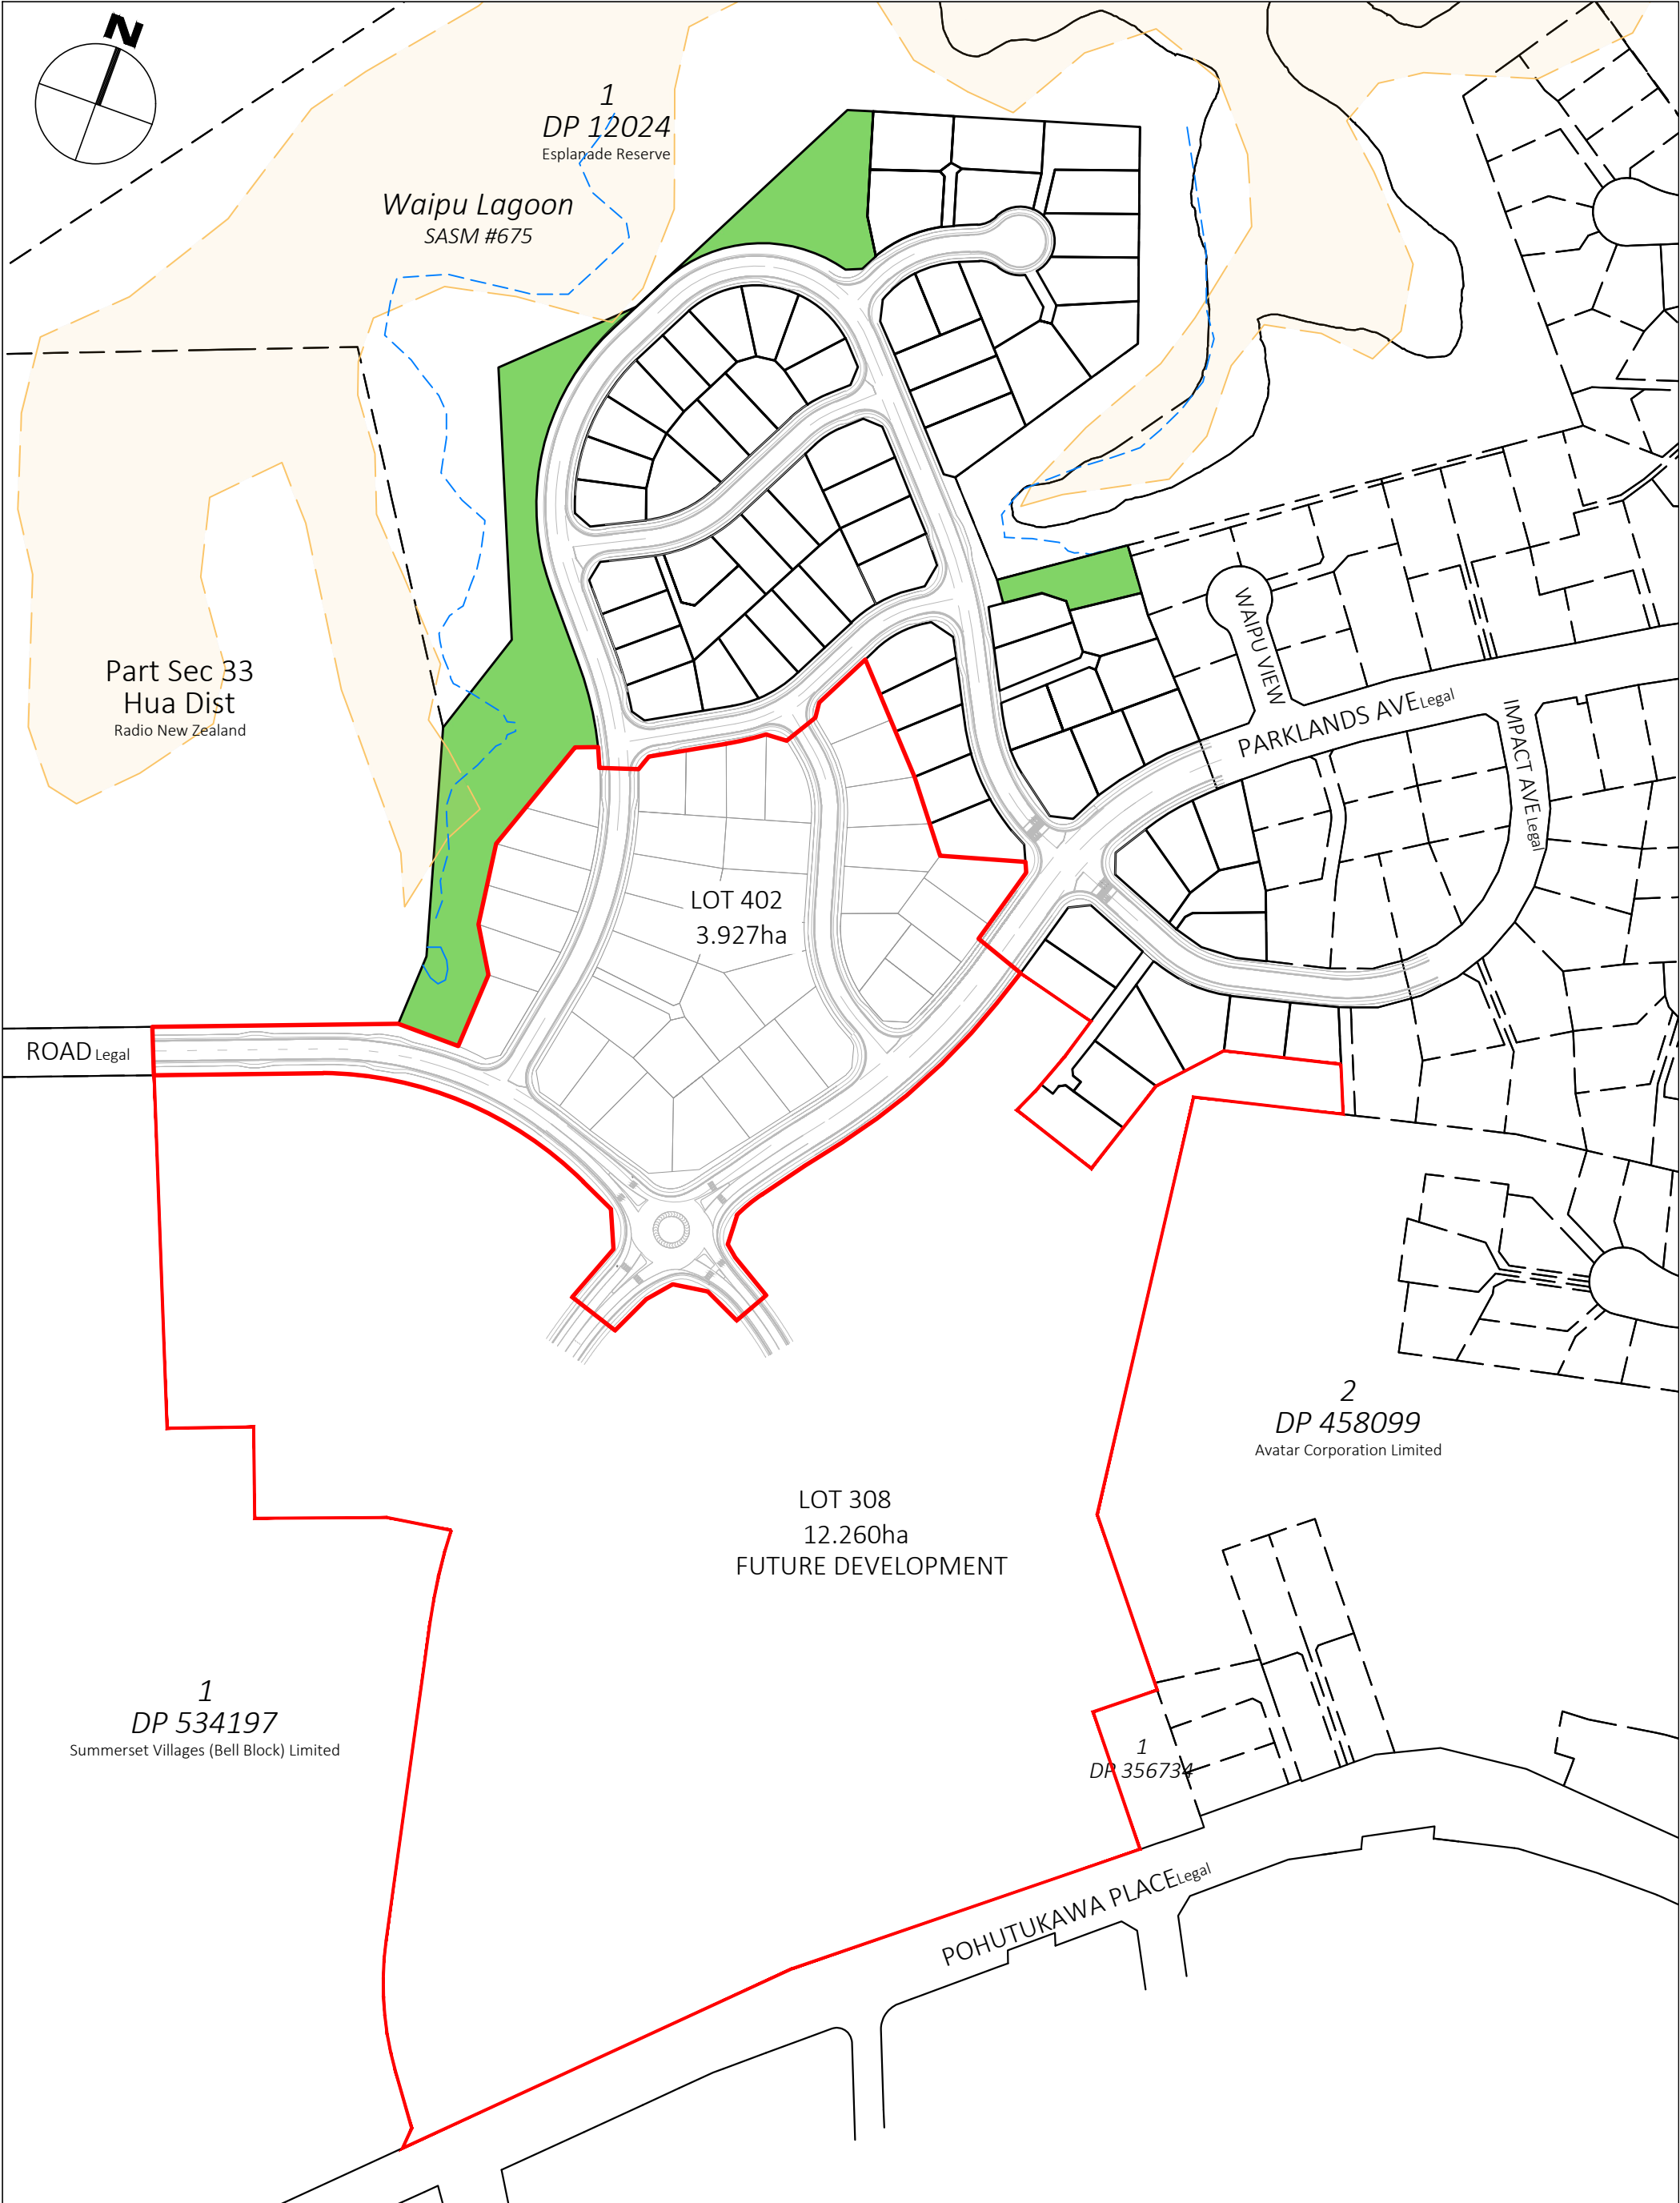 N
1
DP 12024
Esplanade Reserve
Waipu Lagoon
SASM #675
Part Sec 33
Hua Dist
Radio New Zealand
WAIPU VIEW
PARKLANDS AVE Legal
IMPACT AVE Legal
LOT 402
3.927ha
ROAD Legal
2
DP 458099
Avatar Corporation Limited
LOT 308
12.260ha
FUTURE DEVELOPMENT
1
DP 534197
Summerset Villages (Bell Block) Limited
1
DP 356734
POHUTUKAWA PLACE Legal